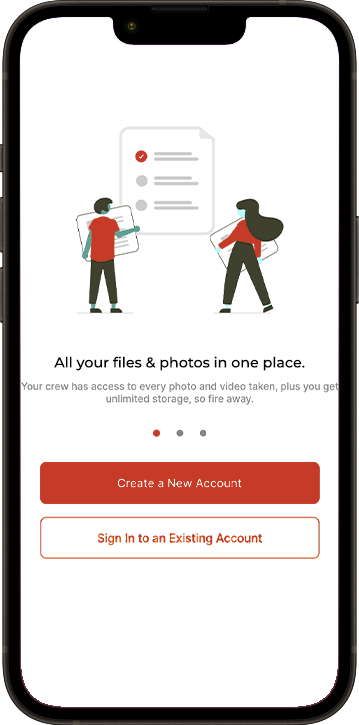 All your files & photos in one place.
Your crew has access to every photo and video taken, plus you get
unlimited storage, so fire away.
Create a New Account
Sign In to an Existing Account